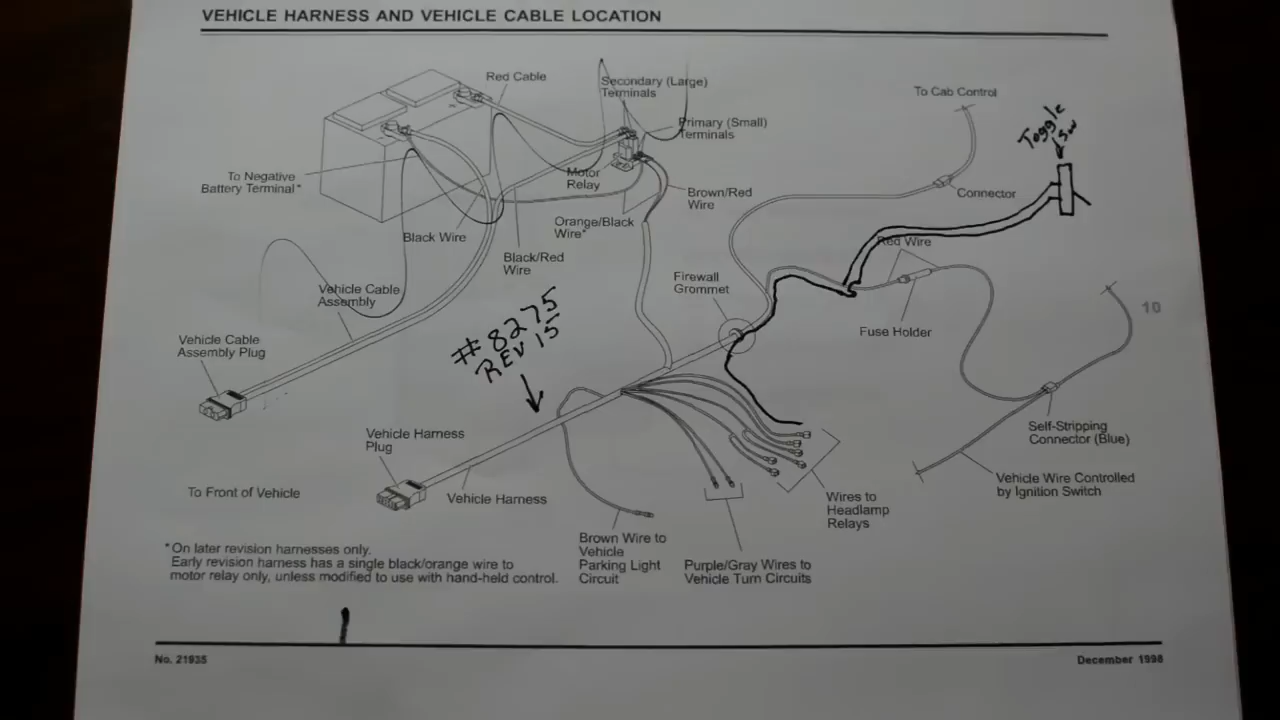 VEHICLE HARNESS AND VEHICLE CABLE LOCATION
Red Cable
Secondary (Large)
Terminals
To Cab Control
Toggle
Primary (Small)
Terminals
To Negative
Battery Terminal*
Motor
Relay
Brown/Red
Wire
Connector
Orange/Black
Wire*
Black Wire
Red Wire
Black/Red
Wire
Firewall
Grommet
Vehicle Cable
Assembly
10
Fuse Holder
#8275
REV 15
Vehicle Cable
Assembly Plug
Self-Stripping
Connector (Blue)
Vehicle Harness
Plug
Vehicle Wire Controlled
by Ignition Switch
To Front of Vehicle
Vehicle Harness
Wires to
Headlamp
Relays
Brown Wire to
Vehicle
Parking Light
Circuit
Purple/Gray Wires to
Vehicle Turn Circuits
*On later revision harnesses only.
Early revision harness has a single black/orange wire to
motor relay only, unless modified to use with hand-held control.
No. 21935
December 1998